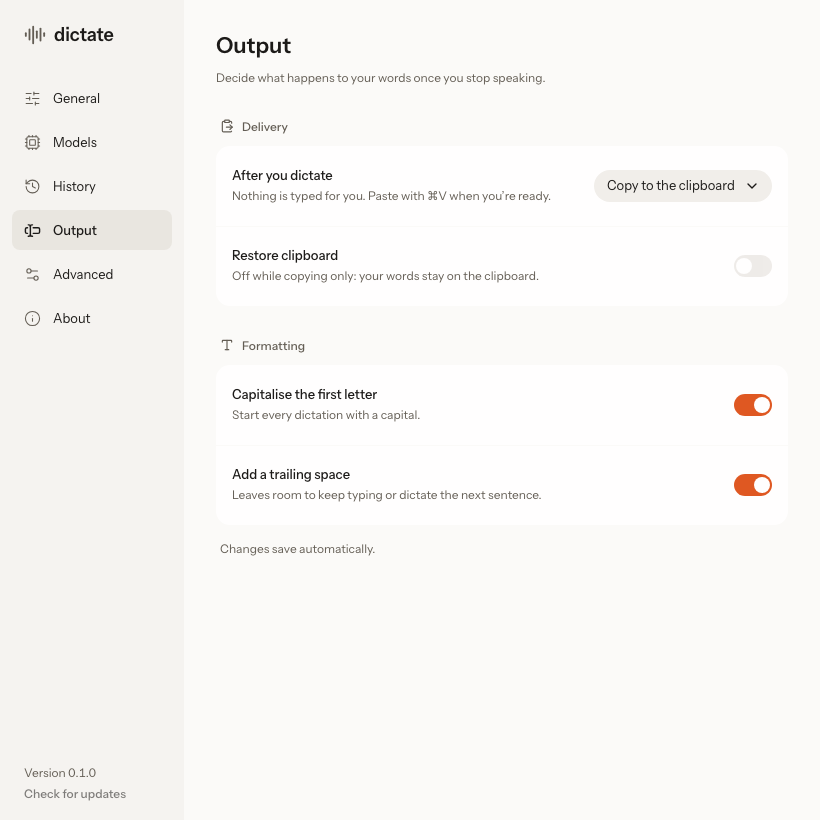 dictate
General
Models
History
Output
Advanced
About
Version 0.1.0
Check for updates
Output
Decide what happens to your words once you stop speaking.
Delivery
After you dictate
Nothing is typed for you. Paste with ⌘V when you're ready.
Copy to the clipboard
Restore clipboard
Off while copying only: your words stay on the clipboard.
Formatting
Capitalise the first letter
Start every dictation with a capital.
Add a trailing space
Leaves room to keep typing or dictate the next sentence.
Changes save automatically.